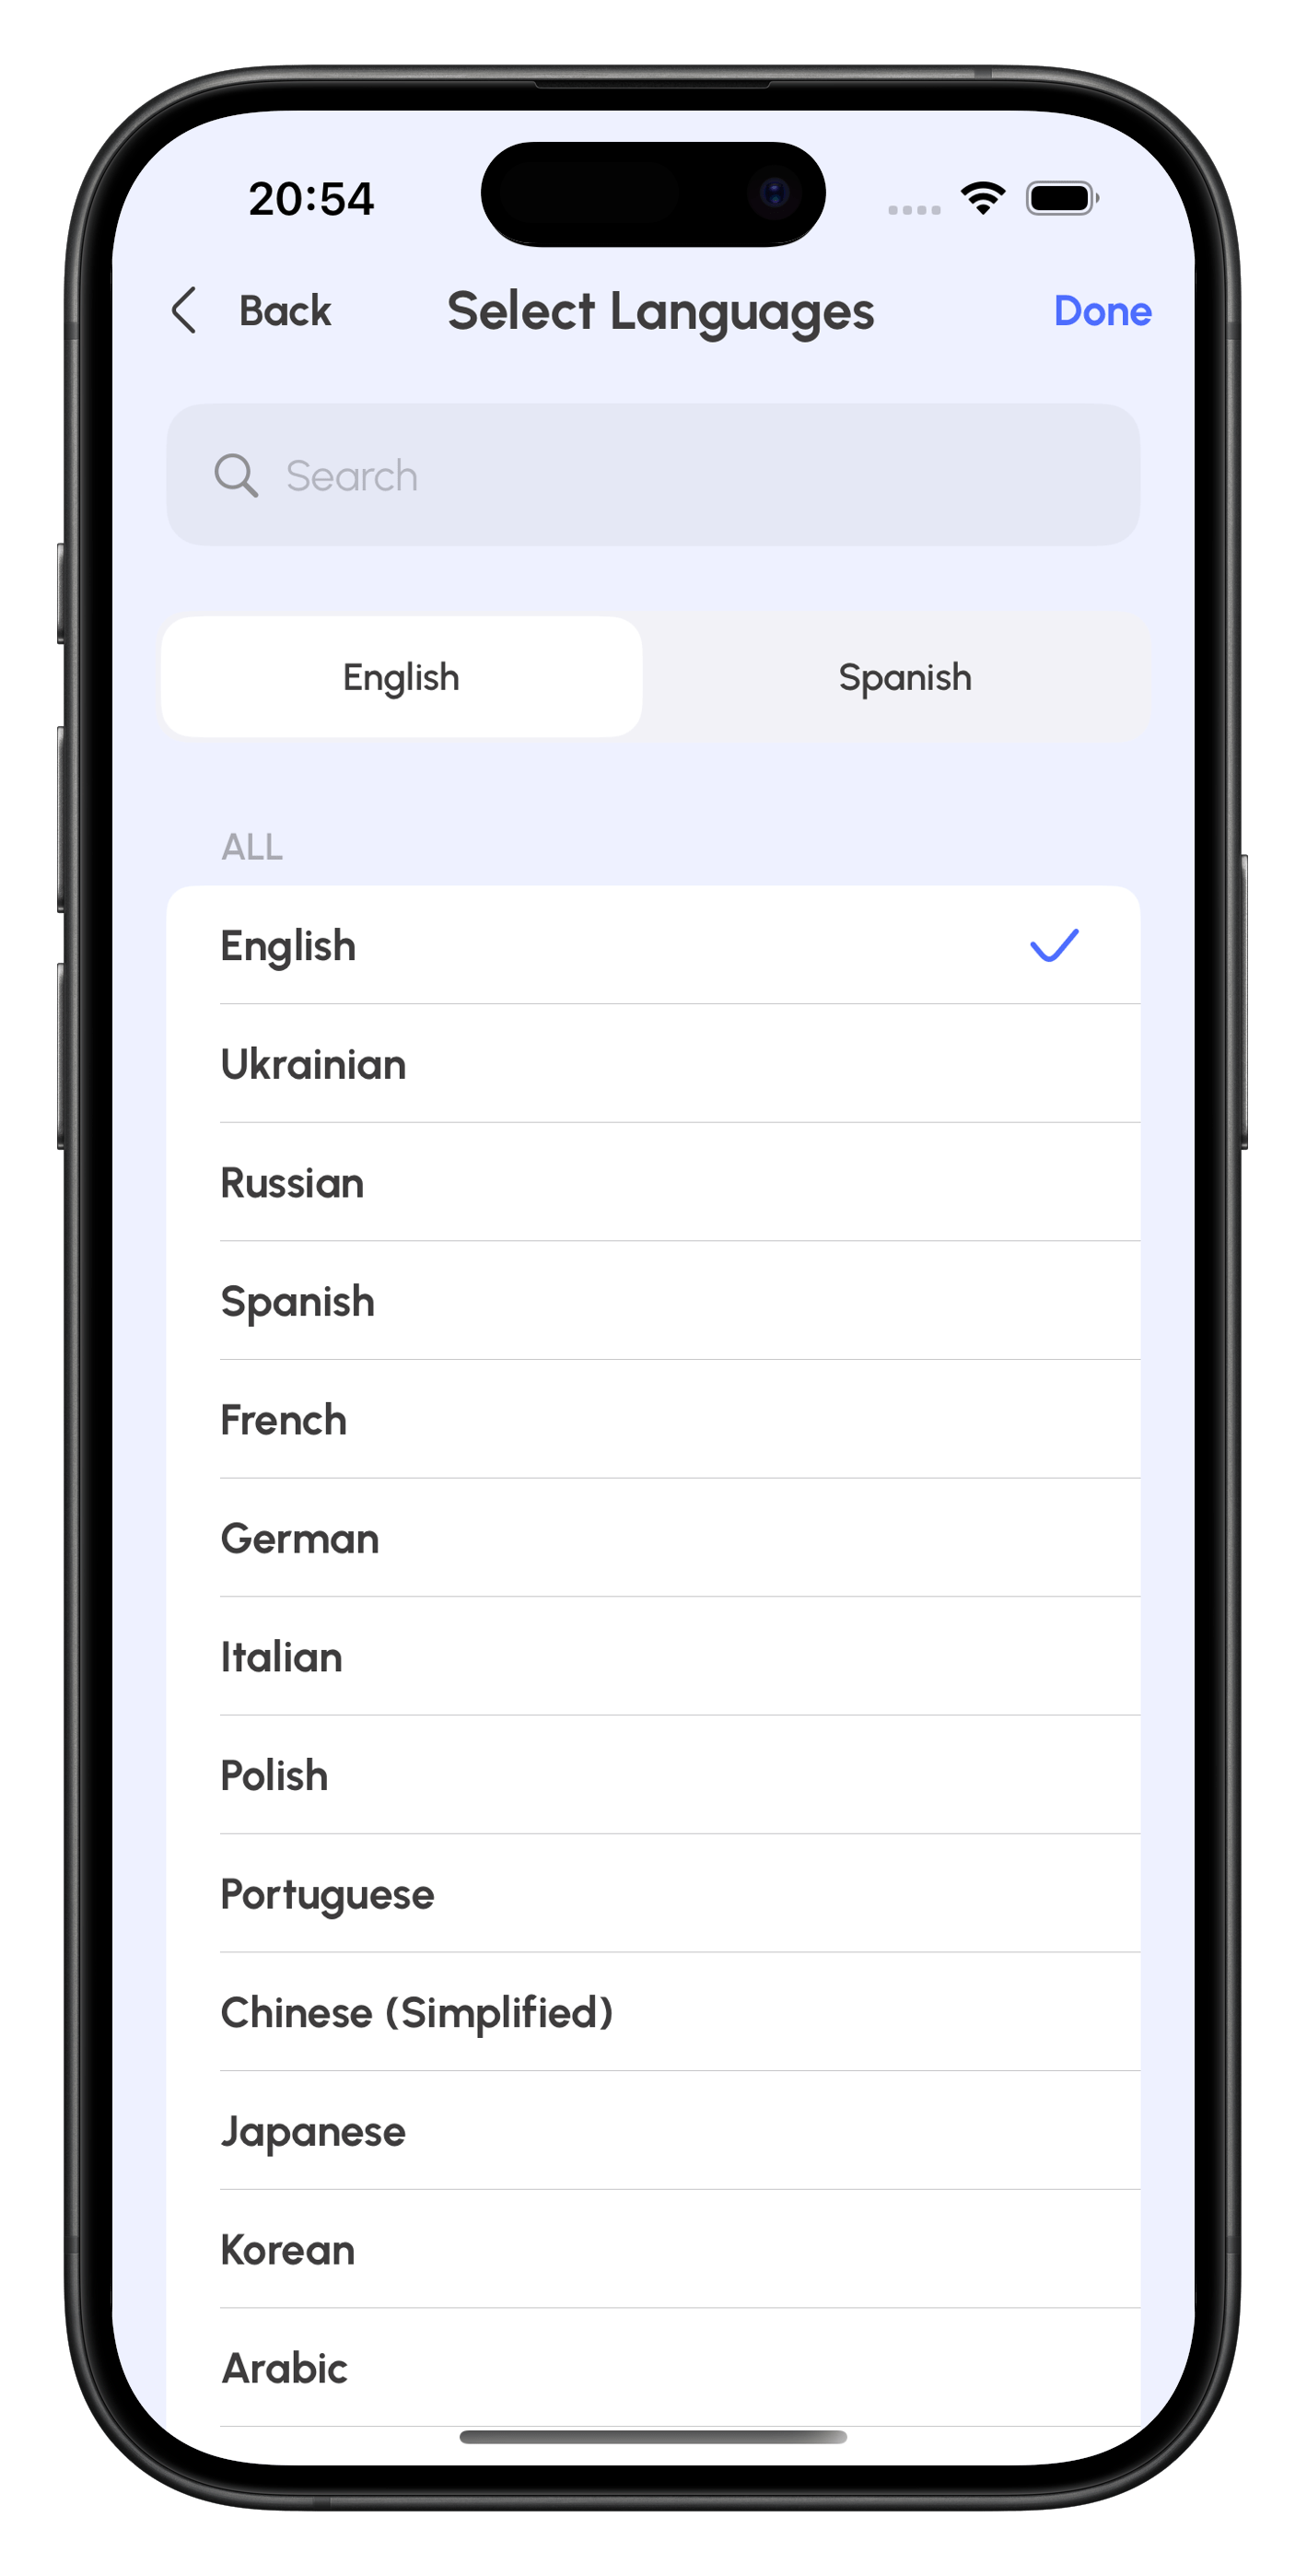 20:54
Back Select Languages Done
Search
English Spanish
ALL
English
Ukrainian
Russian
Spanish
French
German
Italian
Polish
Portuguese
Chinese (Simplified)
Japanese
Korean
Arabic